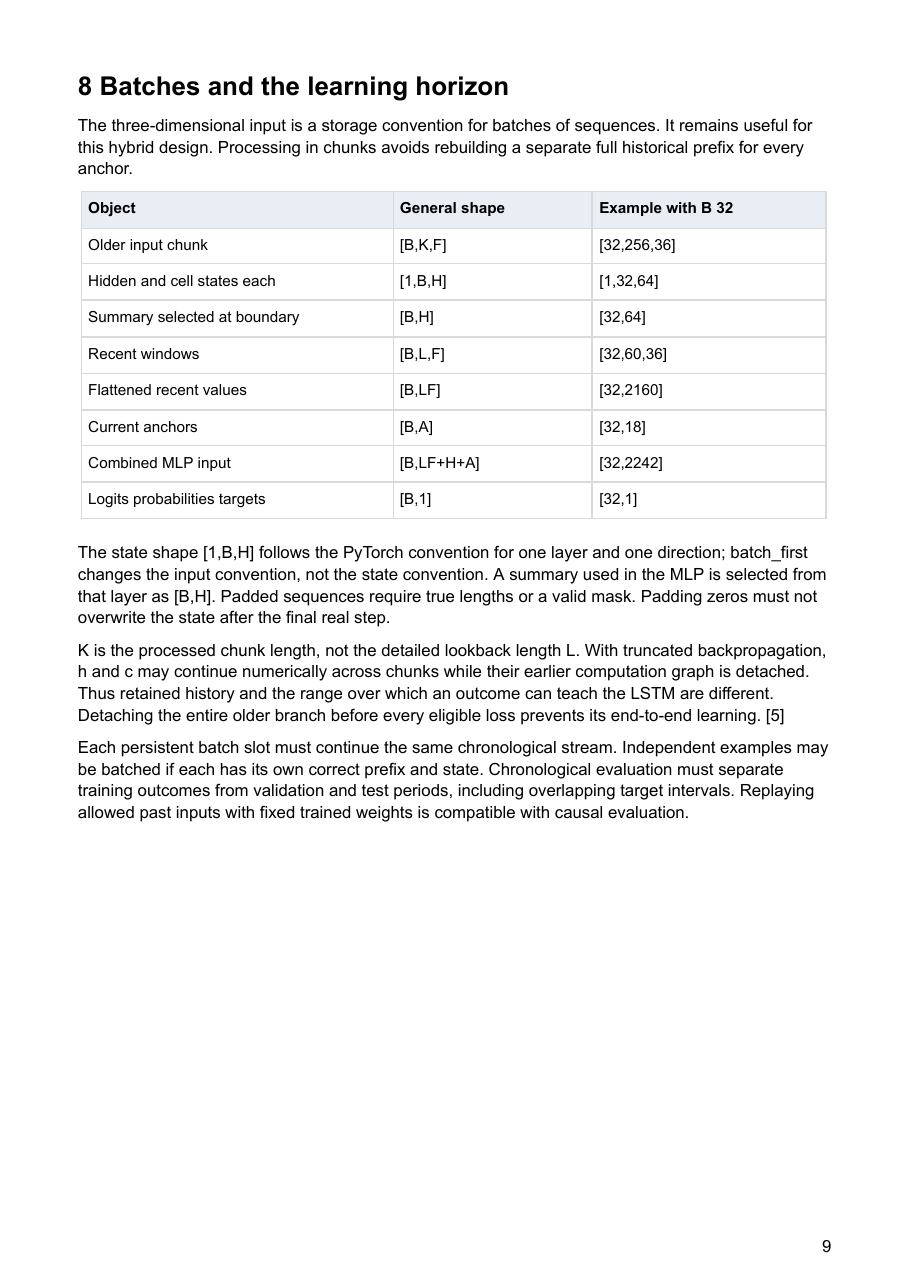 8 Batches and the learning horizon
The three-dimensional input is a storage convention for batches of sequences. It remains useful for
this hybrid design. Processing in chunks avoids rebuilding a separate full historical prefix for every
anchor.
Object General shape Example with B 32
Older input chunk [B,K,F] [32,256,36]
Hidden and cell states each [1,B,H] [1,32,64]
Summary selected at boundary [B,H] [32,64]
Recent windows [B,L,F] [32,60,36]
Flattened recent values [B,LF] [32,2160]
Current anchors [B,A] [32,18]
Combined MLP input [B,LF+H+A] [32,2242]
Logits probabilities targets [B,1] [32,1]
The state shape [1,B,H] follows the PyTorch convention for one layer and one direction; batch_first
changes the input convention, not the state convention. A summary used in the MLP is selected from
that layer as [B,H]. Padded sequences require true lengths or a valid mask. Padding zeros must not
overwrite the state after the final real step.
K is the processed chunk length, not the detailed lookback length L. With truncated backpropagation,
h and c may continue numerically across chunks while their earlier computation graph is detached.
Thus retained history and the range over which an outcome can teach the LSTM are different.
Detaching the entire older branch before every eligible loss prevents its end-to-end learning. [5]
Each persistent batch slot must continue the same chronological stream. Independent examples may
be batched if each has its own correct prefix and state. Chronological evaluation must separate
training outcomes from validation and test periods, including overlapping target intervals. Replaying
allowed past inputs with fixed trained weights is compatible with causal evaluation.
9